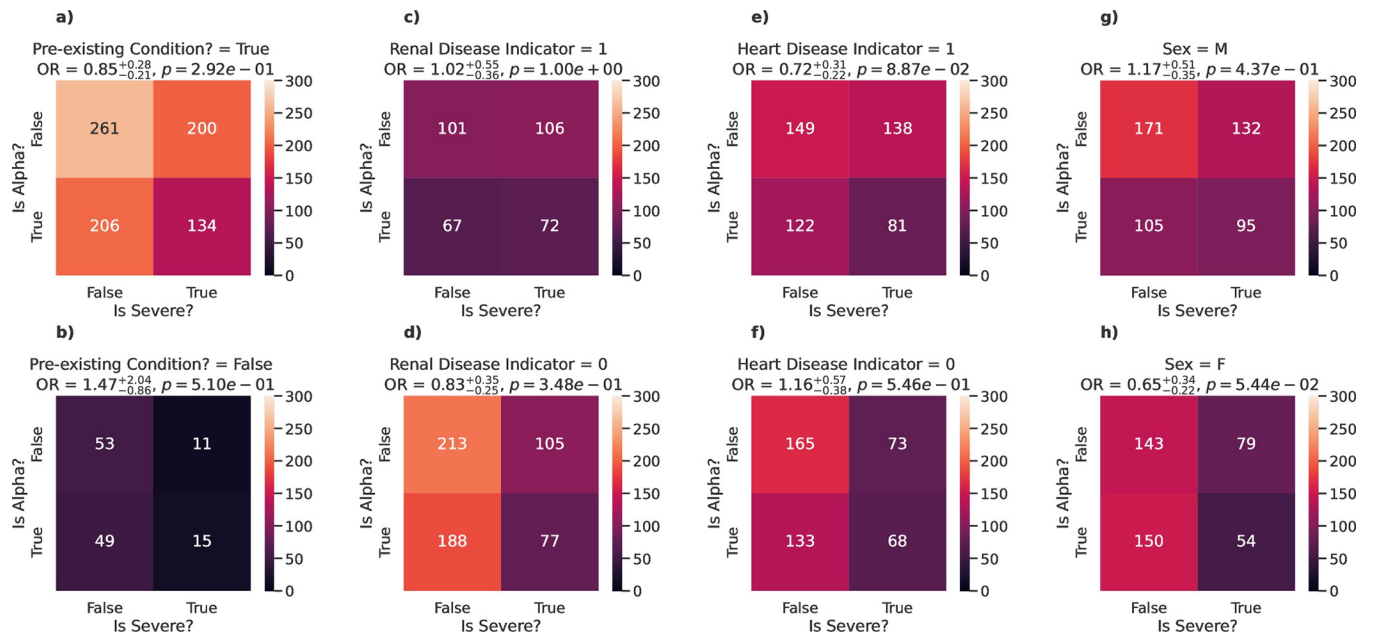 a)
Pre-existing Condition? = True
OR = 0.85+0.28−0.21, p = 2.92e − 01
Is Alpha?
False
True
261 200
206 134
False True
Is Severe?
300
250
200
150
100
50
0
c)
Renal Disease Indicator = 1
OR = 1.02+0.55−0.36, p = 1.00e + 00
Is Alpha?
False
True
101 106
67 72
False True
Is Severe?
300
250
200
150
100
50
0
e)
Heart Disease Indicator = 1
OR = 0.72+0.31−0.22, p = 8.87e − 02
Is Alpha?
False
True
149 138
122 81
False True
Is Severe?
300
250
200
150
100
50
0
g)
Sex = M
OR = 1.17+0.51−0.35, p = 4.37e − 01
Is Alpha?
False
True
171 132
105 95
False True
Is Severe?
300
250
200
150
100
50
0
b)
Pre-existing Condition? = False
OR = 1.47+2.04−0.86, p = 5.10e − 01
Is Alpha?
False
True
53 11
49 15
False True
Is Severe?
300
250
200
150
100
50
0
d)
Renal Disease Indicator = 0
OR = 0.83+0.35−0.25, p = 3.48e − 01
Is Alpha?
False
True
213 105
188 77
False True
Is Severe?
300
250
200
150
100
50
0
f)
Heart Disease Indicator = 0
OR = 1.16+0.57−0.38, p = 5.46e − 01
Is Alpha?
False
True
165 73
133 68
False True
Is Severe?
300
250
200
150
100
50
0
h)
Sex = F
OR = 0.65+0.34−0.22, p = 5.44e − 02
Is Alpha?
False
True
143 79
150 54
False True
Is Severe?
300
250
200
150
100
50
0